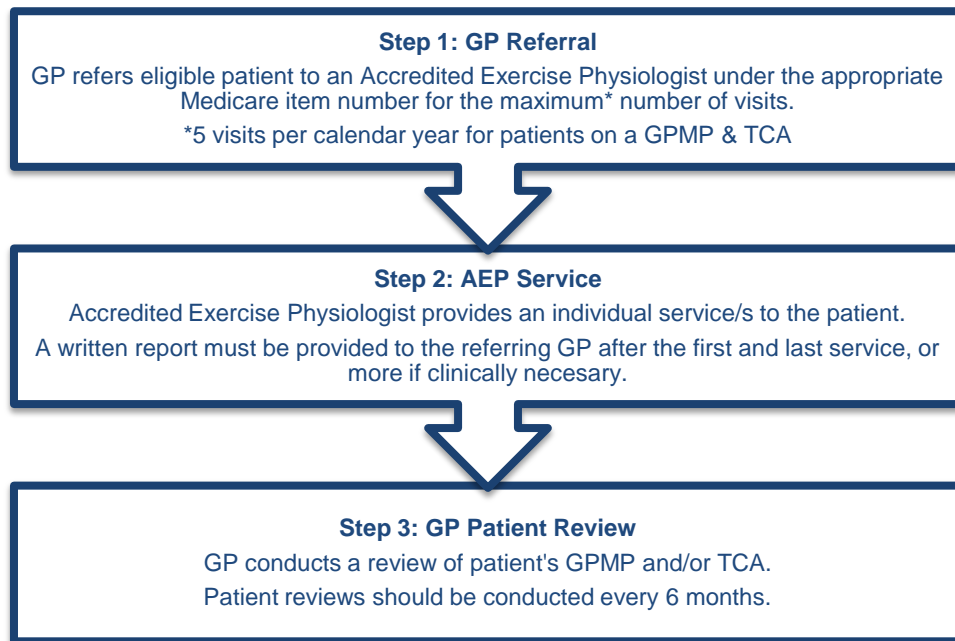 Step 1: GP Referral
GP refers eligible patient to an Accredited Exercise Physiologist under the appropriate
Medicare item number for the maximum* number of visits.
*5 visits per calendar year for patients on a GPMP & TCA
Step 2: AEP Service
Accredited Exercise Physiologist provides an individual service/s to the patient.
A written report must be provided to the referring GP after the first and last service, or
more if clinically necesary.
Step 3: GP Patient Review
GP conducts a review of patient's GPMP and/or TCA.
Patient reviews should be conducted every 6 months.